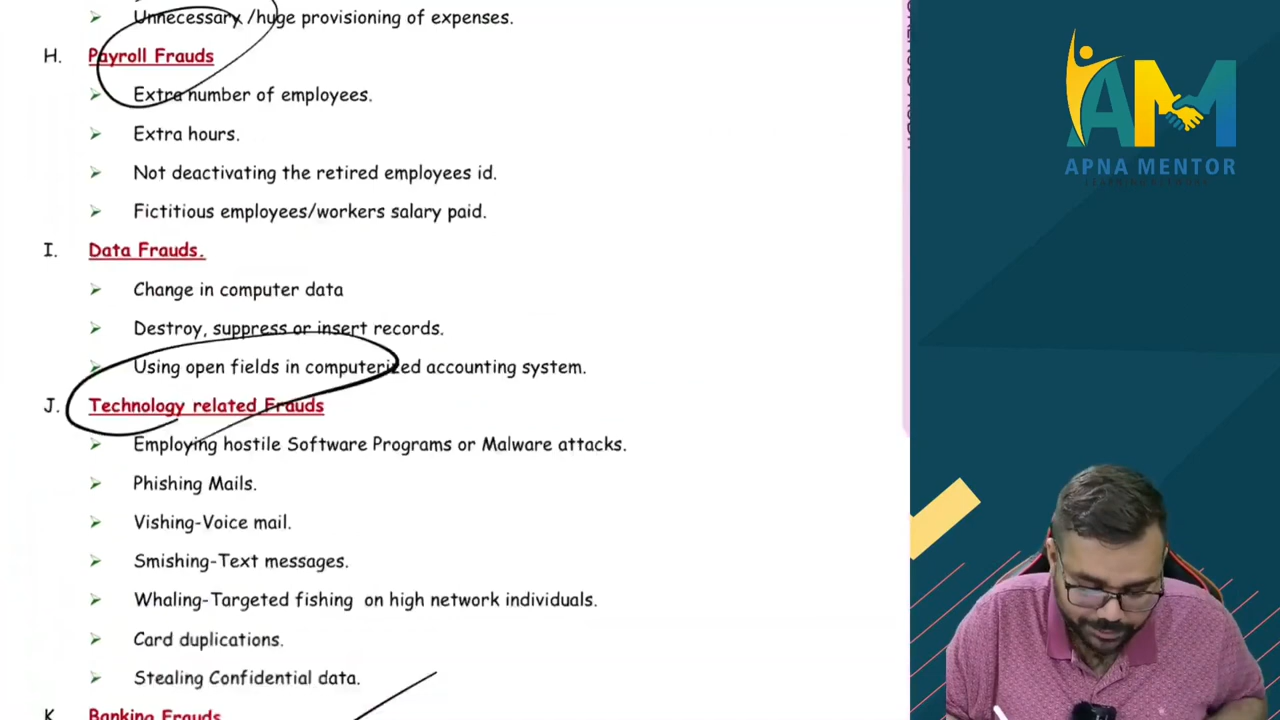 ➢ Unnecessary /huge provisioning of expenses.
H. Payroll Frauds
➢ Extra number of employees.
➢ Extra hours.
➢ Not deactivating the retired employees id.
➢ Fictitious employees/workers salary paid.
I. Data Frauds.
➢ Change in computer data
➢ Destroy, suppress or insert records.
➢ Using open fields in computerized accounting system.
J. Technology related Frauds
➢ Employing hostile Software Programs or Malware attacks.
➢ Phishing Mails.
➢ Vishing-Voice mail.
➢ Smishing-Text messages.
➢ Whaling-Targeted fishing on high network individuals.
➢ Card duplications.
➢ Stealing Confidential data.
K. Banking Frauds
AM
APNA MENTOR